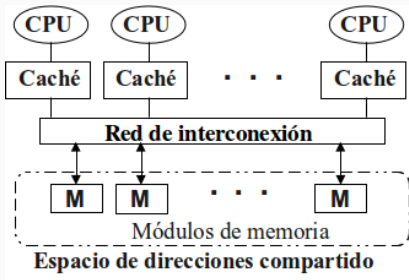 CPU CPU CPU
Caché Caché . . . Caché
Red de interconexión
M M . . . M
Módulos de memoria
Espacio de direcciones compartido